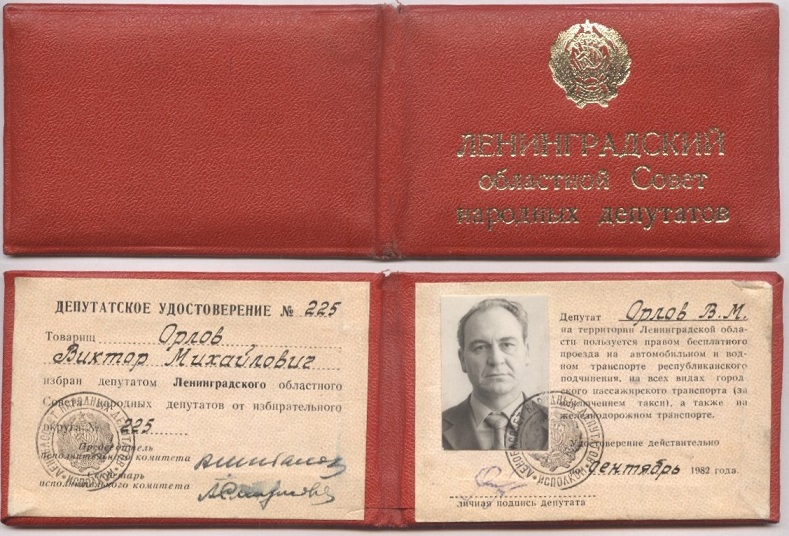 ЛЕНИНГРАДСКИЙ
областной Совет
народных депутатов
ДЕПУТАТСКОЕ УДОСТОВЕРЕНИЕ № 225
Товарищ Орлов
Виктор Михайлович
избран депутатом Ленинградского областного
Совета народных депутатов от избирательного
округа № 225
Председатель
исполнительного комитета
Секретарь
исполнительного комитета
Депутат Орлов В.М.
на территории Ленинградской обла-
сти пользуется правом бесплатного
проезда на автомобильном и вод-
ном транспорте республиканского
подчинения, на всех видах город-
ского пассажирского транспорта (за
исключением такси), а также на
железнодорожном транспорте.
Удостоверение действительно
по сентябрь 1982 года.
личная подпись депутата